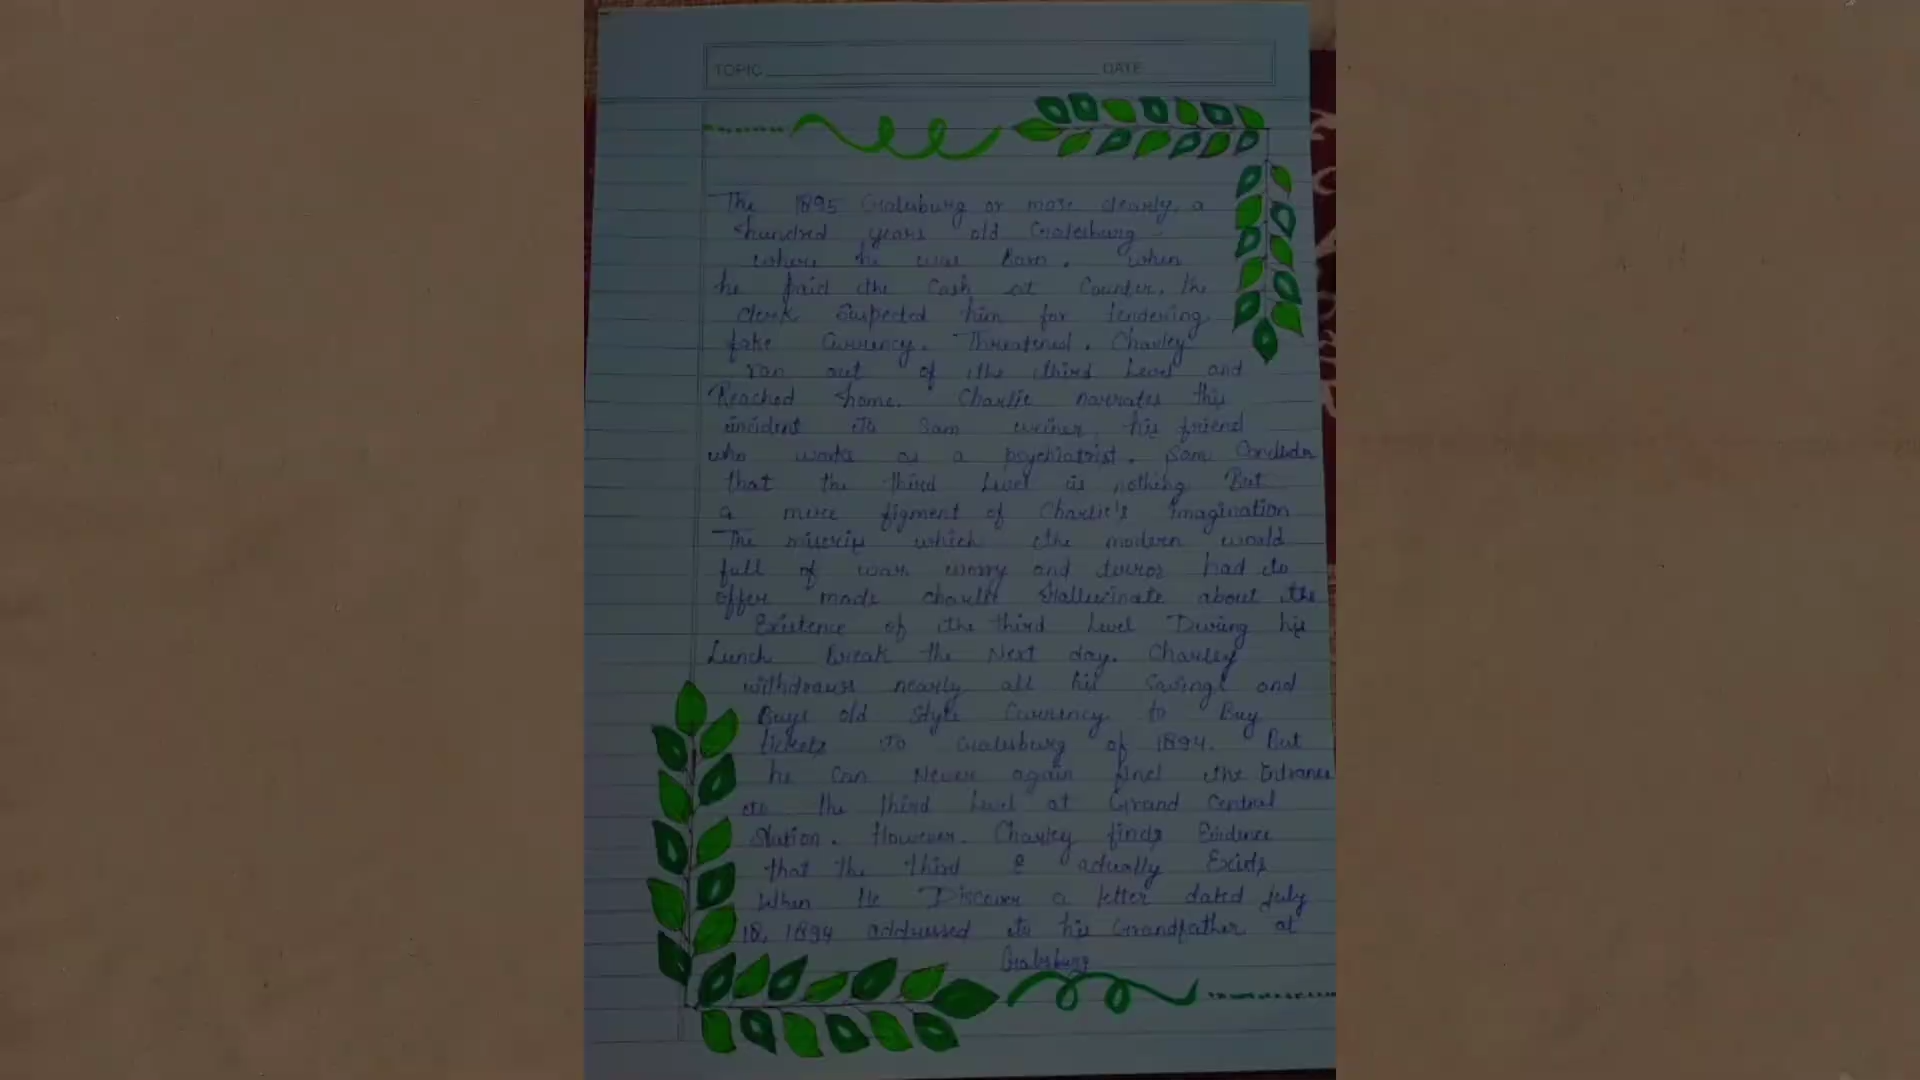 TOPIC DATE
The 1895 Galesburg or more clearly, a
hundred years old Galesburg
where he was Born. When
he paid the Cash at Counter, the
clerk Suspected him for tendering
fake Currency. Threatened. Charley
ran out of the third Level and
Reached home. Charlie narrates this
incident to Sam weiner, his friend
who works as a psychiatrist. Sam
that the third Level is nothing But
a mere figment of Charlie's Imagination
The miseries which the modern would
full of war worry and terror had to
offer made charlie Hallucinate about the
Existence of the third Level During his
Lunch Break the Next day. Charley
withdraws nearly all his Savings and
Buys old Style Currency to Buy
tickets to Galesburg of 1894. But
he Can Never again find the Entrance
to the third Level at Grand Central
Station. However. Charley finds Evidence
that the third actually Exists
When He Discover a letter dated July
18, 1894 addressed to his Grandfather at
Galesburg